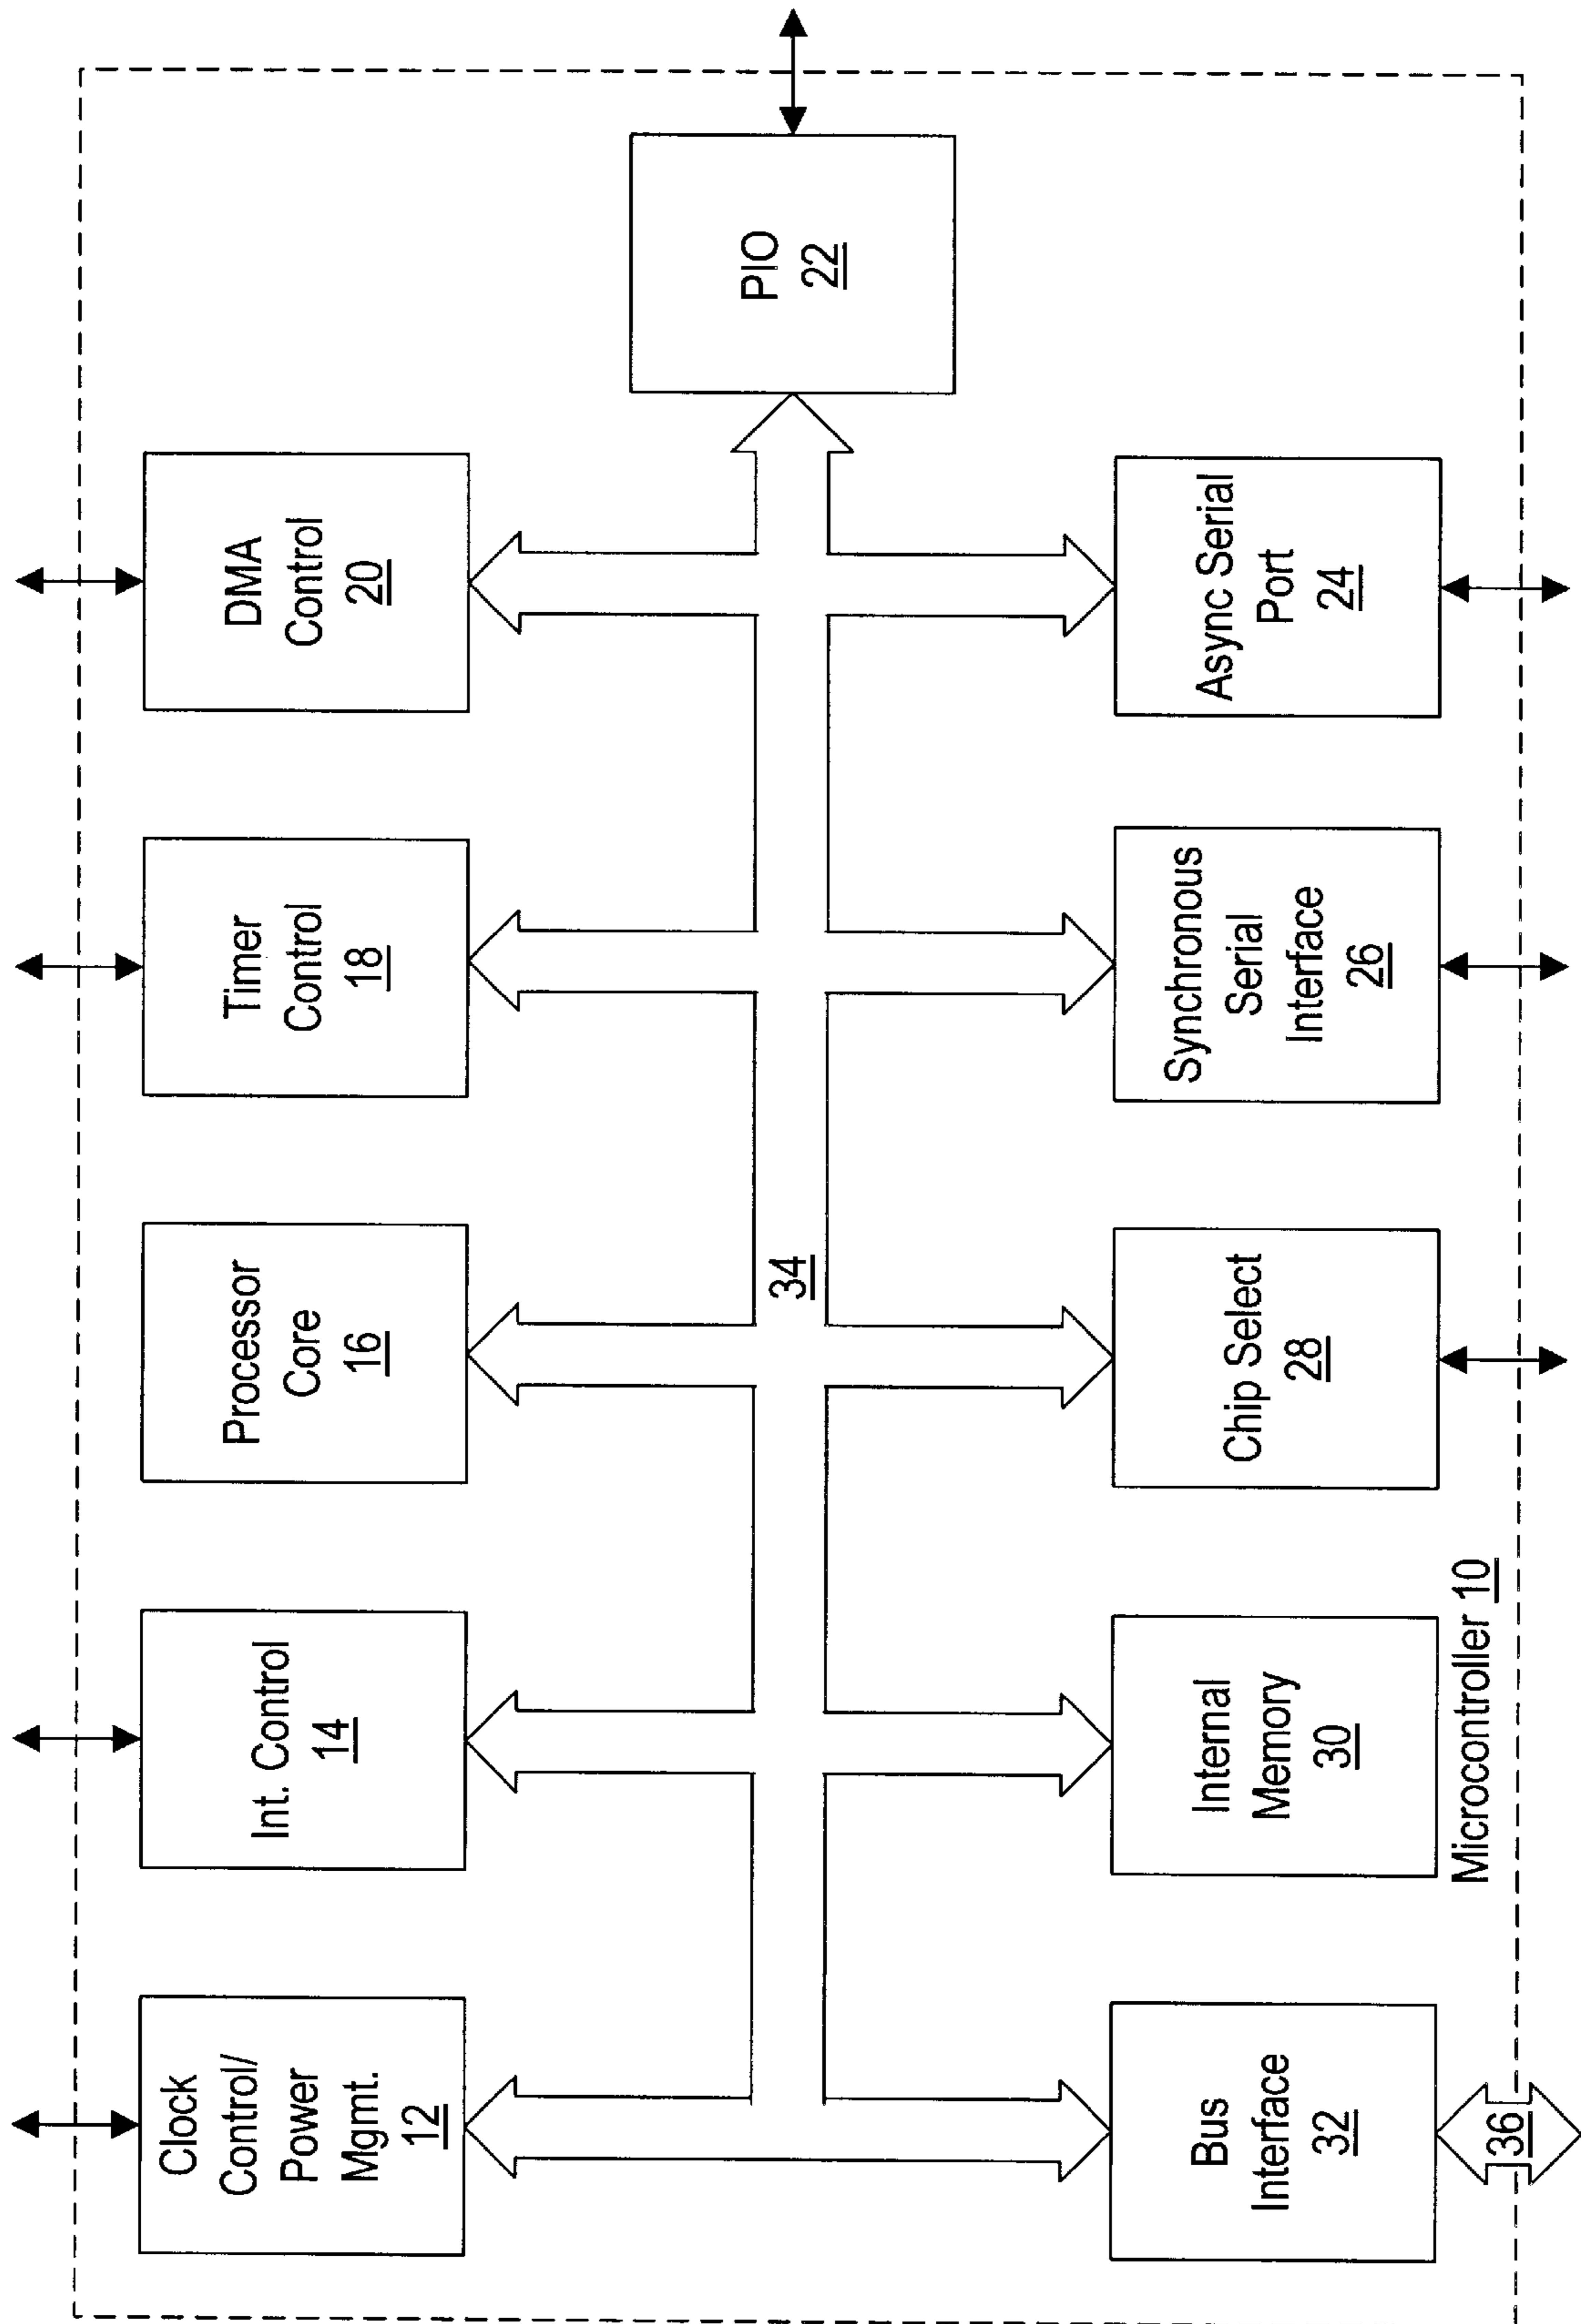 Clock
Control/
Power
Mgmt.
12
Int. Control
14
Processor
Core
16
Timer
Control
18
DMA
Control
20
PIO
22
34
Bus
Interface
32
Internal
Memory
30
Chip Select
28
Synchronous
Serial
Interface
26
Async Serial
Port
24
36
Microcontroller 10